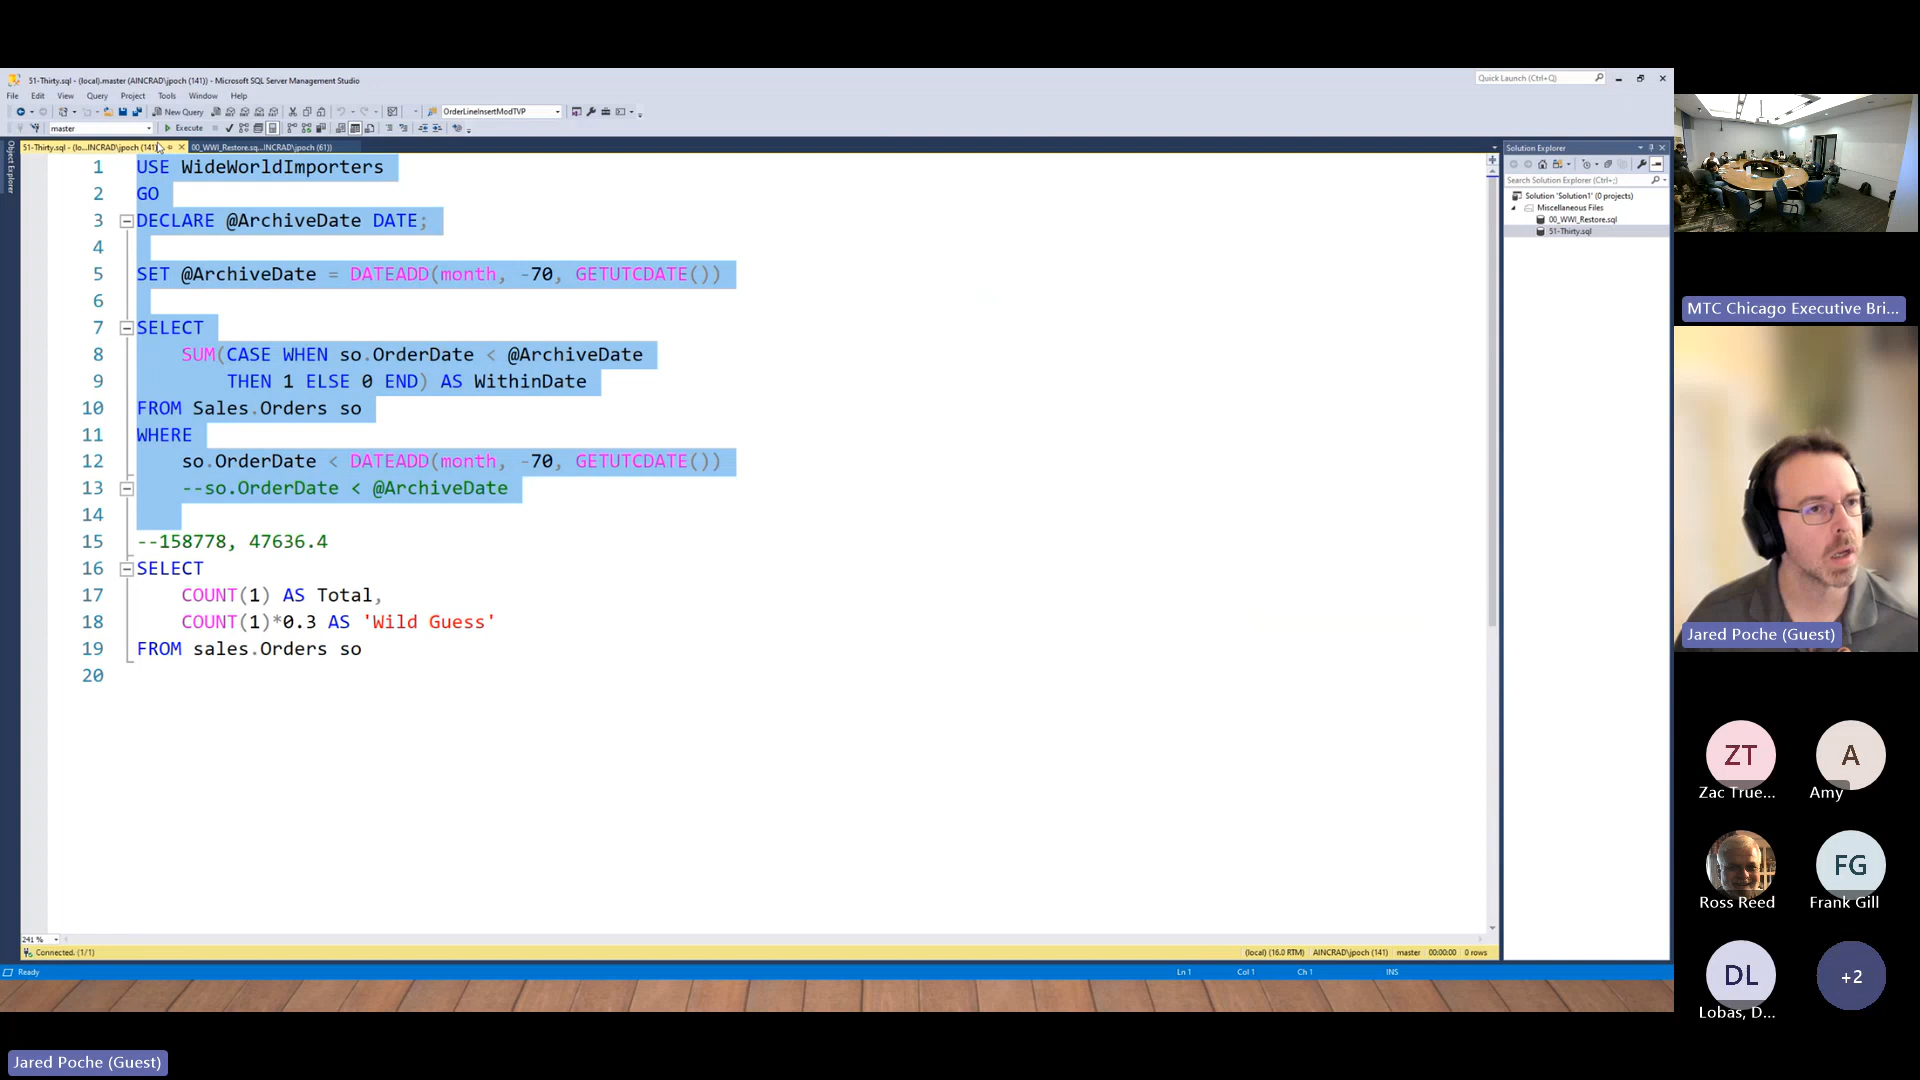 51-Thirty.sql - (local).master (AINCRAD\jpoch (141)) - Microsoft SQL Server Management Studio
Quick Launch (Ctrl+Q)
File Edit View Query Project Tools Window Help
New Query
OrderLineInsertModTVP
master
Execute
51-Thirty.sql - (lo...INCRAD\jpoch (141))
00_WWI_Restore.sq...INCRAD\jpoch (61))
Object Explorer
1 USE WideWorldImporters
2 GO
3 DECLARE @ArchiveDate DATE;
4
5 SET @ArchiveDate = DATEADD(month, -70, GETUTCDATE())
6
7 SELECT
8 SUM(CASE WHEN so.OrderDate < @ArchiveDate
9 THEN 1 ELSE 0 END) AS WithinDate
10 FROM Sales.Orders so
11 WHERE
12 so.OrderDate < DATEADD(month, -70, GETUTCDATE())
13 --so.OrderDate < @ArchiveDate
14
15 --158778, 47636.4
16 SELECT
17 COUNT(1) AS Total,
18 COUNT(1)*0.3 AS 'Wild Guess'
19 FROM sales.Orders so
20
241 %
Connected. (1/1)
(local) (16.0 RTM) AINCRAD\jpoch (141) master 00:00:00 0 rows
Ready
Ln 1 Col 1 Ch 1 INS
Solution Explorer
Search Solution Explorer (Ctrl+;)
Solution 'Solution1' (0 projects)
Miscellaneous Files
00_WWI_Restore.sql
51-Thirty.sql
MTC Chicago Executive Bri...
Jared Poche (Guest)
ZT
Zac True...
A
Amy
Ross Reed
FG
Frank Gill
DL
Lobas, D...
+2
Jared Poche (Guest)